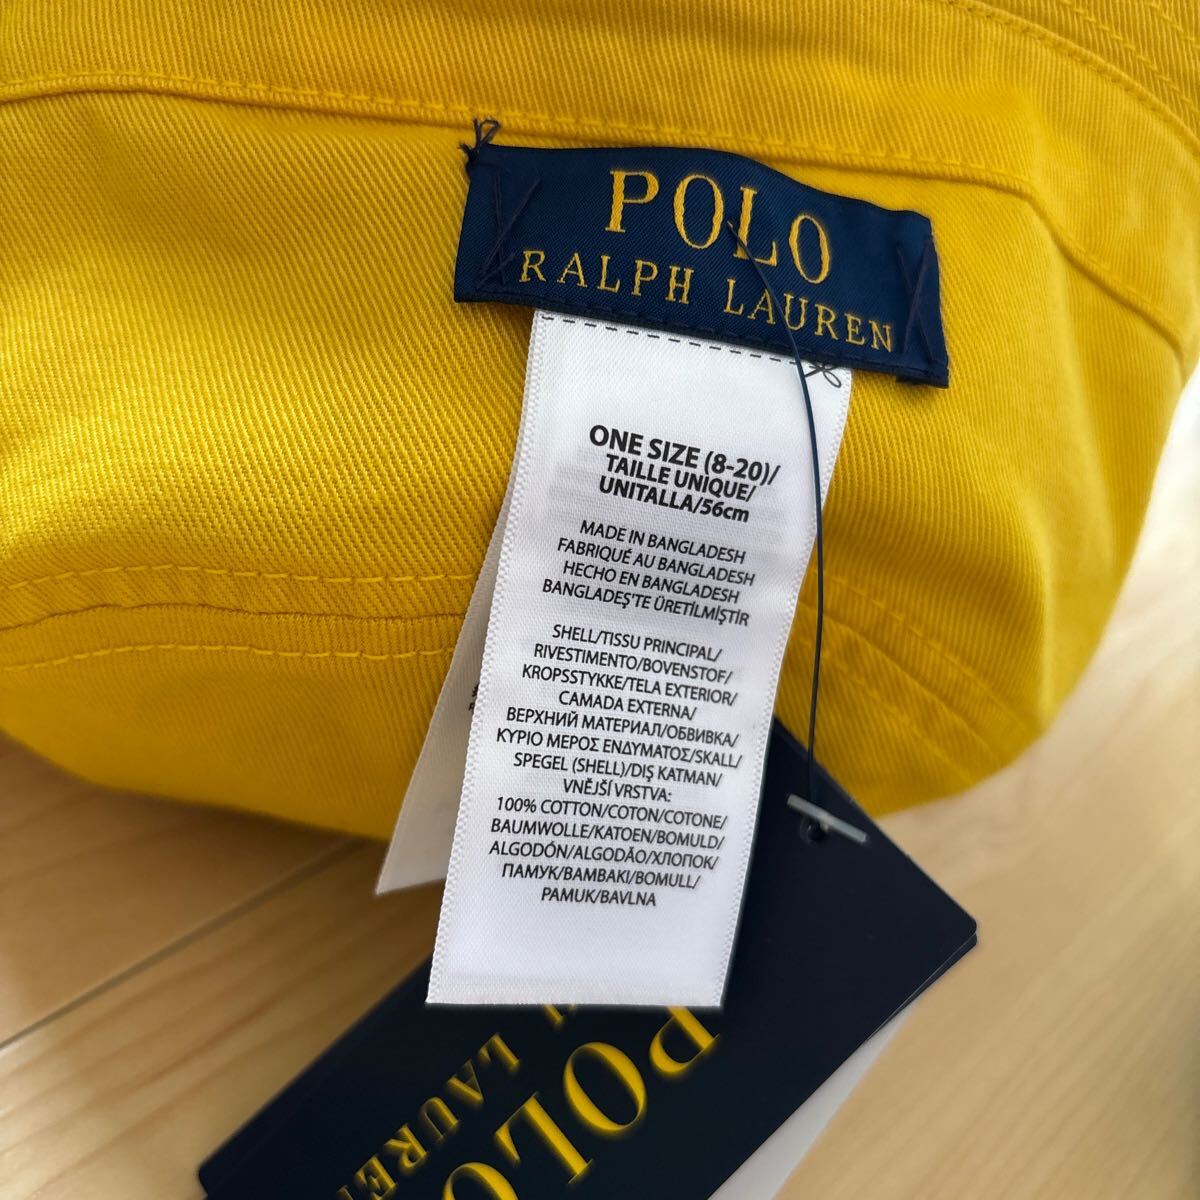 POLO
RALPH LAUREN
ONE SIZE (8-20)/
TAILLE UNIQUE/
UNITALLA/56cm
MADE IN BANGLADESH
FABRIQUÉ AU BANGLADESH
HECHO EN BANGLADESH
BANGLADEŞ'TE ÜRETİLMİŞTİR
SHELL/TISSU PRINCIPAL/
RIVESTIMENTO/BOVENSTOF/
KROPSSTYKKE/TELA EXTERIOR/
CAMADA EXTERNA/
ВЕРХНИЙ МАТЕРИАЛ/ОБВИВКА/
ΚΥΡΙΟ ΜΕΡΟΣ ΕΝΔΥΜΑΤΟΣ/SKALL/
SPEGEL (SHELL)/DIŞ KATMAN/
VNĚJŠÍ VRSTVA:
100% COTTON/COTON/COTONE/
BAUMWOLLE/KATOEN/BOMULD/
ALGODÓN/ALGODÃO/ХЛОПОК/
ПАМУК/ΒΑΜΒΑΚΙ/BOMULL/
PAMUK/BAVLNA
POLO
LAUREN